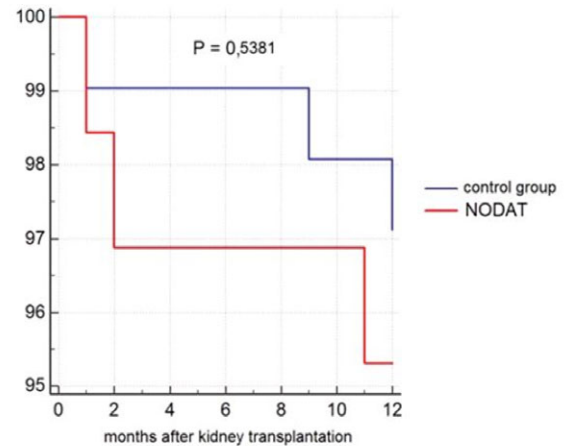 100
P = 0,5381
99
98
control group
NODAT
97
96
95
0 2 4 6 8 10 12
months after kidney transplantation